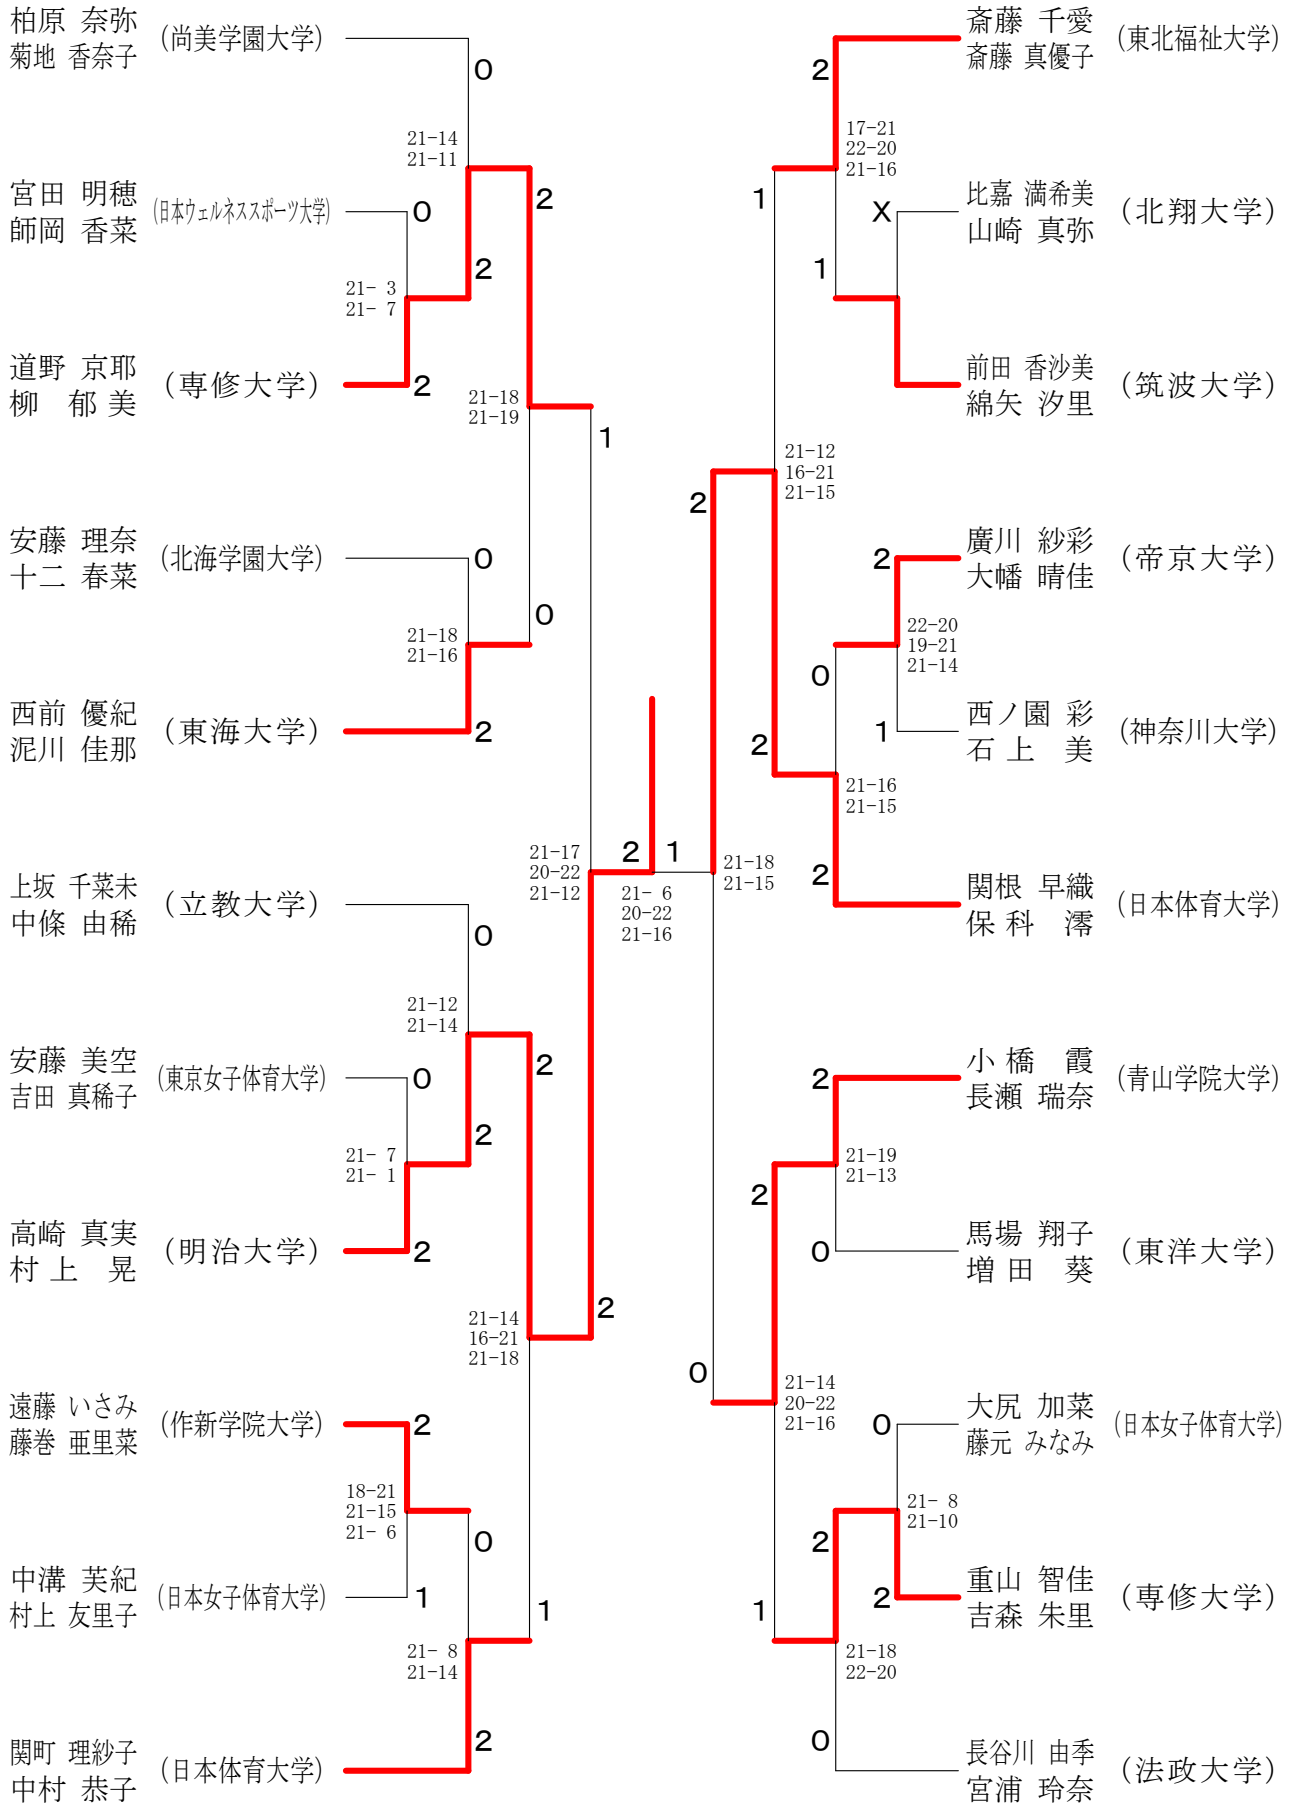 柏原 奈弥
菊地 香奈子
(尚美学園大学)
0
21-14
21-11
宮田 明穂
師岡 香菜
(日本ウェルネススポーツ大学)
0
2
2
21- 3
21- 7
道野 京耶
柳 郁美
(専修大学)
2
21-18
21-19
1
安藤 理奈
十二 春菜
(北海学園大学)
0
0
21-18
21-16
西前 優紀
泥川 佳那
(東海大学)
2
21-17
20-22
21-12
上坂 千菜未
中條 由稀
(立教大学)
0
21-12
21-14
安藤 美空
吉田 真稀子
(東京女子体育大学)
0
2
2
21- 7
21- 1
高崎 真実
村上 晃
(明治大学)
2
21-14
16-21
21-18
2
遠藤 いさみ
藤巻 亜里菜
(作新学院大学)
2
18-21
21-15
21- 6
0
中溝 芙紀
村上 友里子
(日本女子体育大学)
1
1
21- 8
21-14
関町 理紗子
中村 恭子
(日本体育大学)
2
2
1
21- 6
20-22
21-16
斎藤 千愛
斎藤 真優子
(東北福祉大学)
2
17-21
22-20
21-16
1
X
比嘉 満希美
山崎 真弥
(北翔大学)
1
前田 香沙美
綿矢 汐里
(筑波大学)
21-12
16-21
21-15
2
2
廣川 紗彩
大幡 晴佳
(帝京大学)
22-20
19-21
21-14
0
1
西ノ園 彩
石上 美
(神奈川大学)
2
21-16
21-15
21-18
21-15
2
関根 早織
保科 澪
(日本体育大学)
2
小橋 霞
長瀬 瑞奈
(青山学院大学)
21-19
21-13
2
0
馬場 翔子
増田 葵
(東洋大学)
0
21-14
20-22
21-16
0
大尻 加菜
藤元 みなみ
(日本女子体育大学)
21- 8
21-10
2
1
2
重山 智佳
吉森 朱里
(専修大学)
21-18
22-20
0
長谷川 由季
宮浦 玲奈
(法政大学)